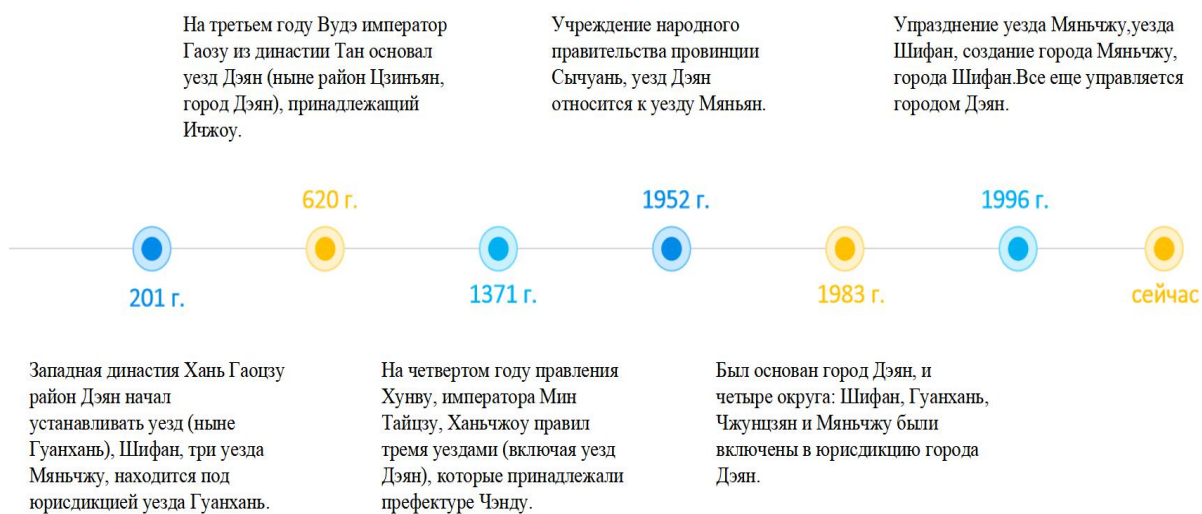 На третьем году Вудэ император
Гаозу из династии Тан основал
уезд Дэян (ныне район Цзинъян,
город Дэян), принадлежащий
Ичжоу.
Учреждение народного
правительства провинции
Сычуань, уезд Дэян
относится к уезду Мяньян.
Упразднение уезда Мяньчжу,уезда
Шифан, создание города Мяньчжу,
города Шифан.Все еще управляется
городом Дэян.
620 г.
1952 г.
1996 г.
201 г.
1371 г.
1983 г.
сейчас
Западная династия Хань Гаоцзу
район Дэян начал
устанавливать уезд (ныне
Гуанхань), Шифан, три уезда
Мяньчжу, находится под
юрисдикцией уезда Гуанхань.
На четвертом году правления
Хунву, императора Мин
Тайцзу, Ханьчжоу правил
тремя уездами (включая уезд
Дэян), которые принадлежали
префектуре Чэнду.
Был основан город Дэян, и
четыре округа: Шифан, Гуанхань,
Чжунцзян и Мяньчжу были
включены в юрисдикцию города
Дэян.